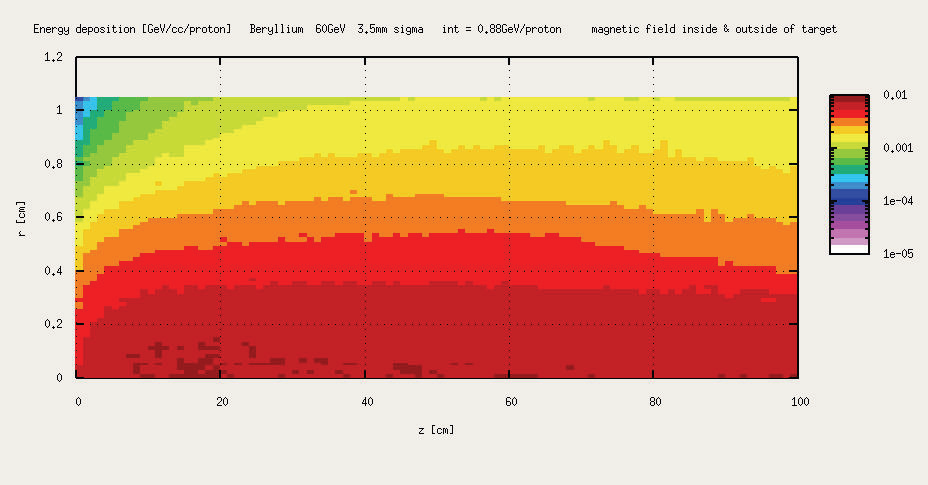 Energy deposition [GeV/cc/proton] Beryllium 60GeV 3.5mm sigma int = 0.88GeV/proton magnetic field inside & outside of target
1.2
1
0.8
0.6
0.4
0.2
0
r [cm]
0 20 40 60 80 100
z [cm]
0.01
0.001
1e-04
1e-05